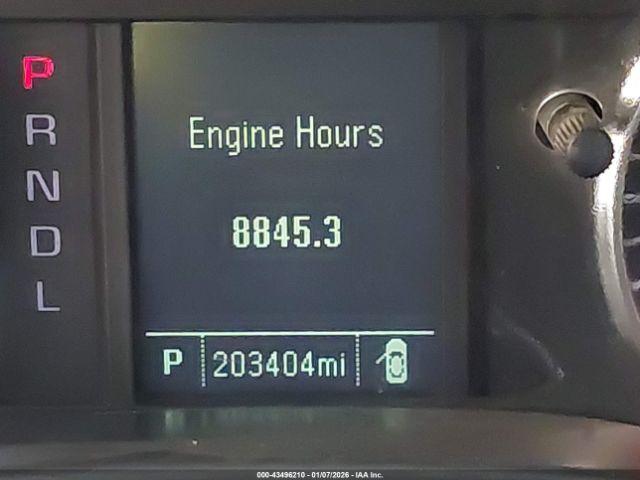 P
R
N
D
L
Engine Hours
8845.3
P 203404mi
000-43496210 - 01/07/2026 - IAA Inc.